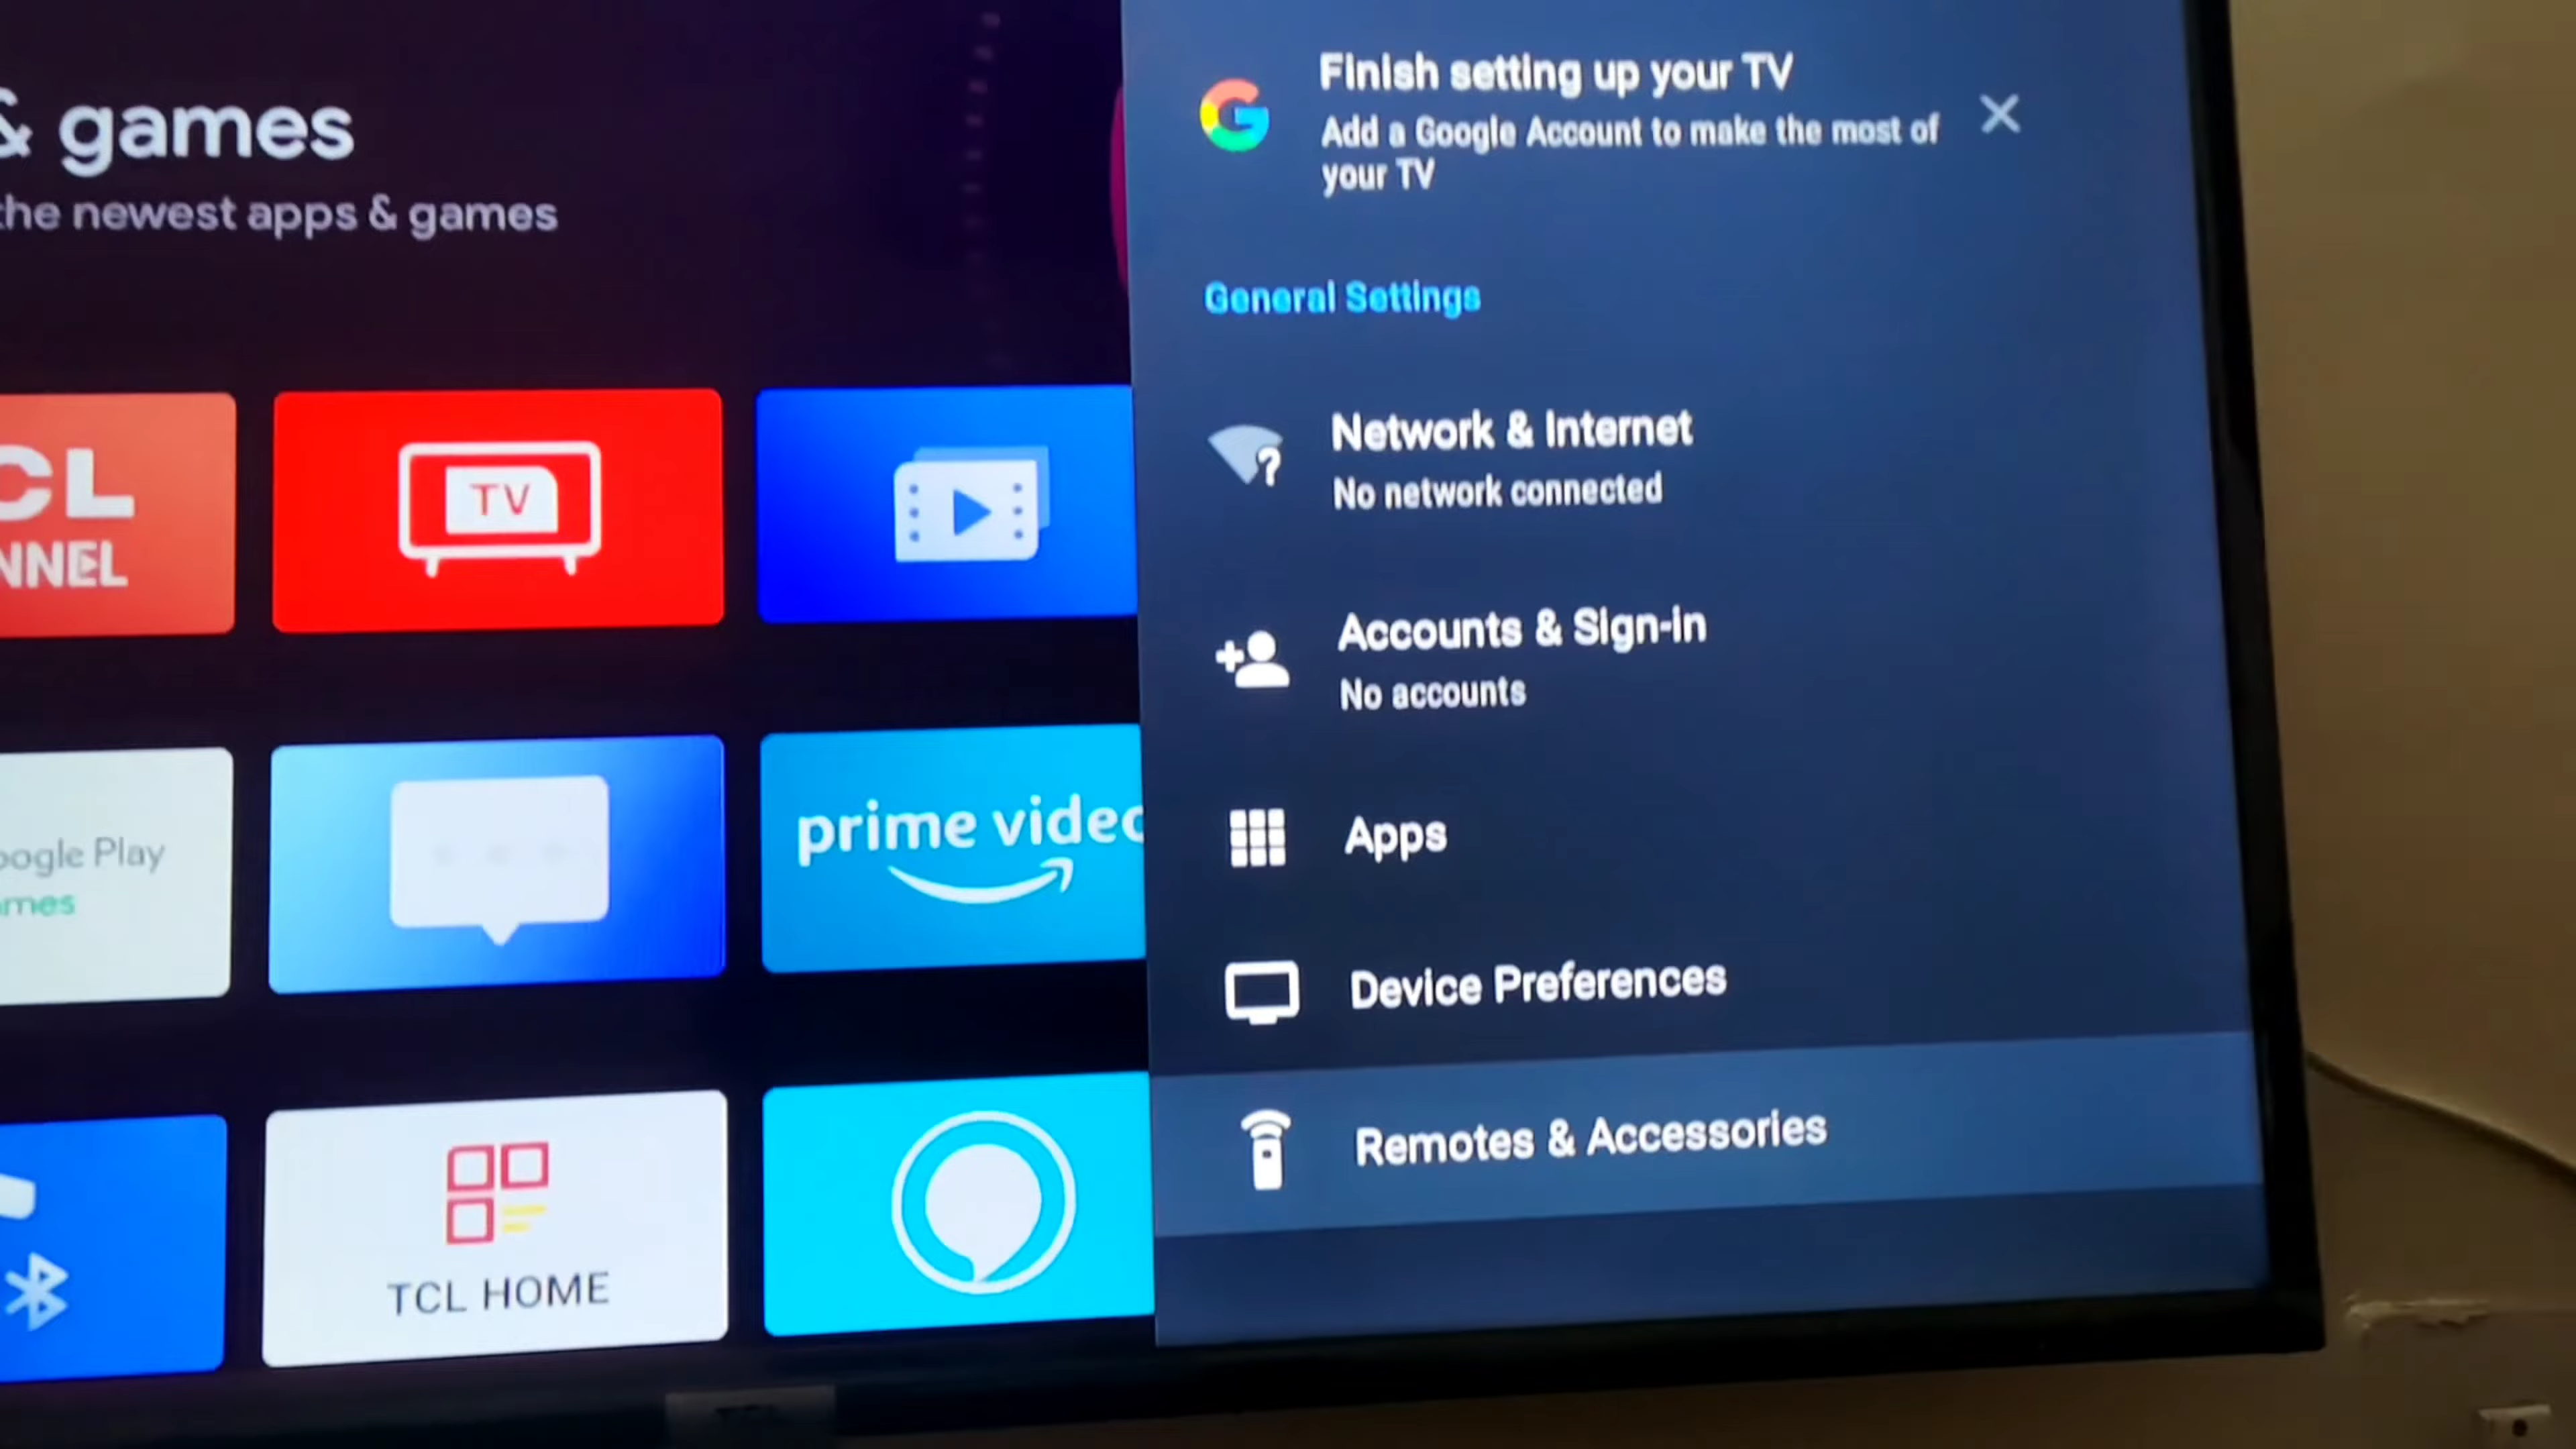 & games
the newest apps & games
CL
NNEL
TV
oogle Play
mes
prime video
TCL HOME
Finish setting up your TV
Add a Google Account to make the most of
your TV
General Settings
Network & Internet
No network connected
Accounts & Sign-in
No accounts
Apps
Device Preferences
Remotes & Accessories